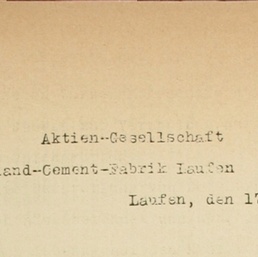 Aktien-Gesellschaft
land-Cement-Fabrik Laufen
Laufen, den 17